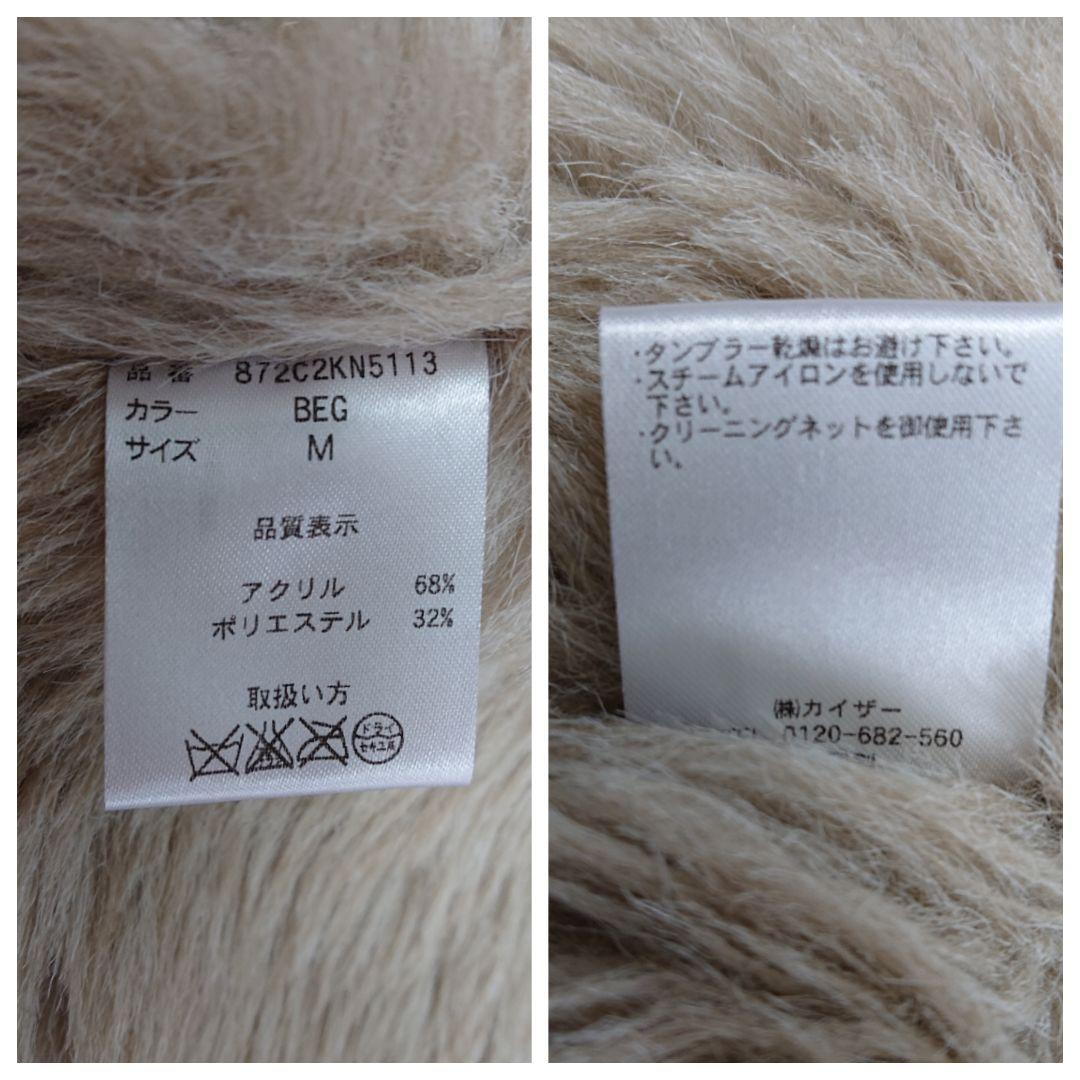 品番 872C2KN5113
カラー BEG
サイズ M
品質表示
アクリル 68%
ポリエステル 32%
取扱い方
ドライ
セキユ系
・タンブラー乾燥はお避け下さい。
・スチームアイロンを使用しないで
下さい。
・クリーニングネットを御使用下さ
い。
㈱カイザー
0120-682-560